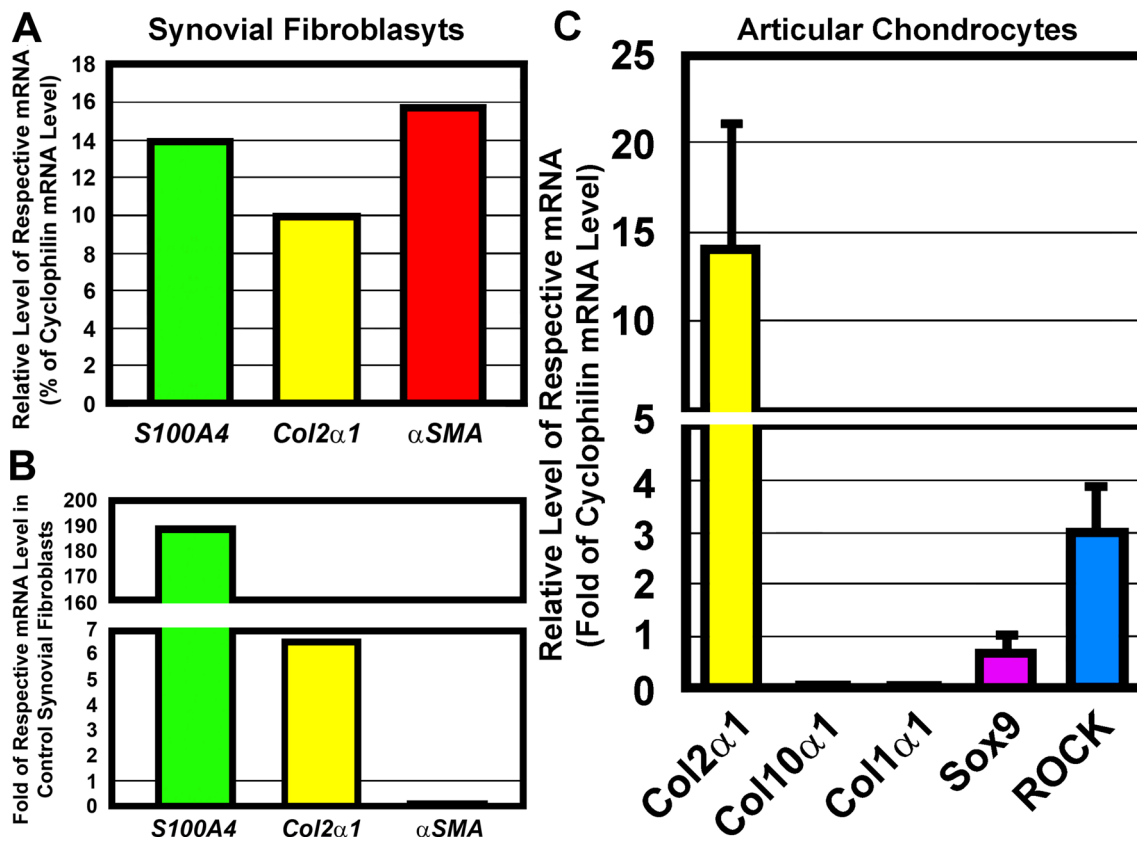 A
Synovial Fibroblasyts
Relative Level of Respective mRNA
(% of Cyclophilin mRNA Level)
18
16
14
12
10
8
6
4
2
0
S100A4 Col2α1 αSMA
B
Fold of Respective mRNA Level in
Control Synovial Fibroblasts
200
190
180
170
160
7
6
5
4
3
2
1
0
S100A4 Col2α1 αSMA
C
Articular Chondrocytes
Relative Level of Respective mRNA
(Fold of Cyclophilin mRNA Level)
25
20
15
10
5
4
3
2
1
0
Col2α1
Col10α1
Col1α1
Sox9
ROCK